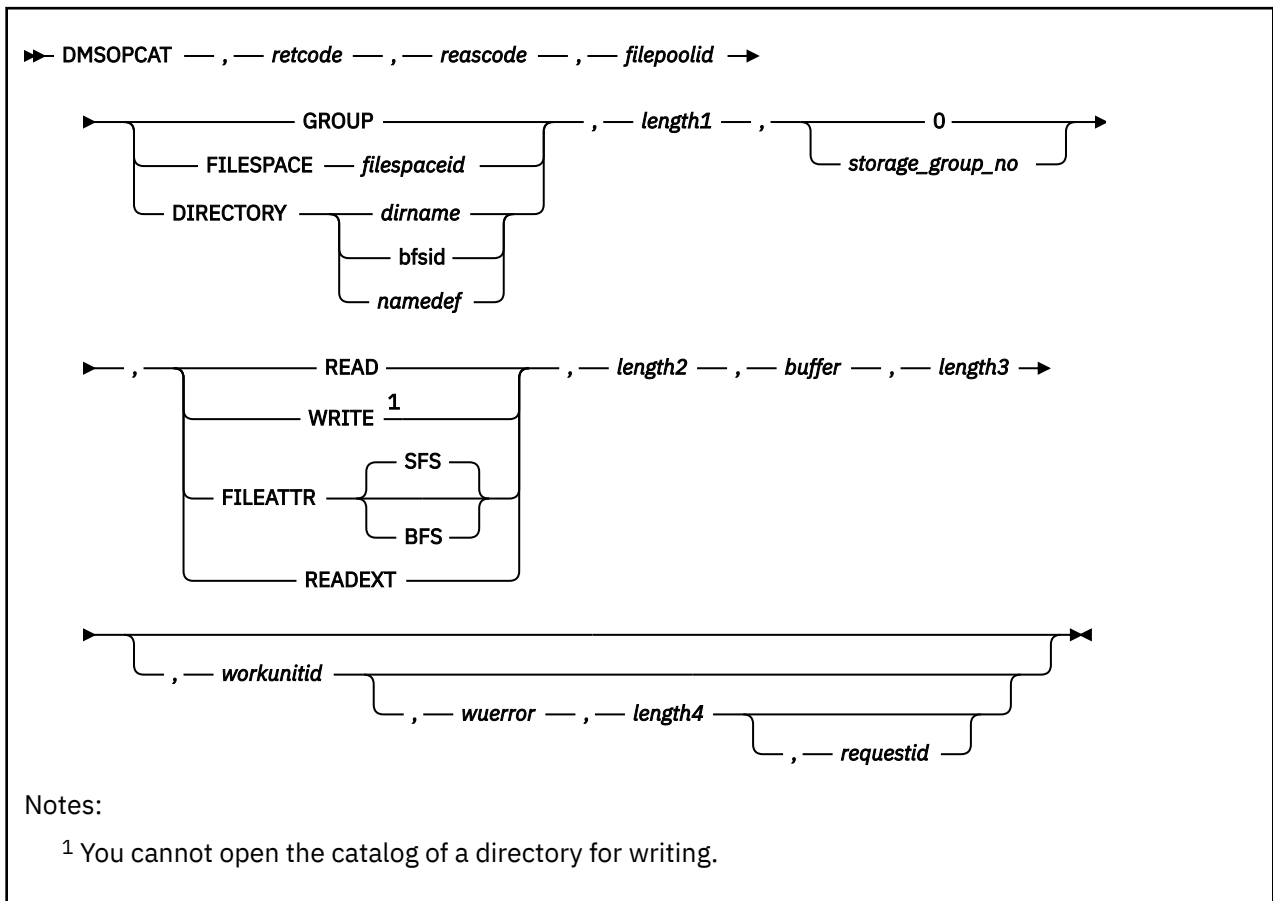 DMSOPCAT , retcode , reascode , filepoolid
GROUP , length1 , 0
FILESPACE filespaceid storage_group_no
DIRECTORY dirname
bfsid
namedef
, READ , length2 , buffer , length3
WRITE 1
SFS
FILEATTR
BFS
READEXT
, workunitid
, wuerror , length4
, requestid
Notes:
1 You cannot open the catalog of a directory for writing.